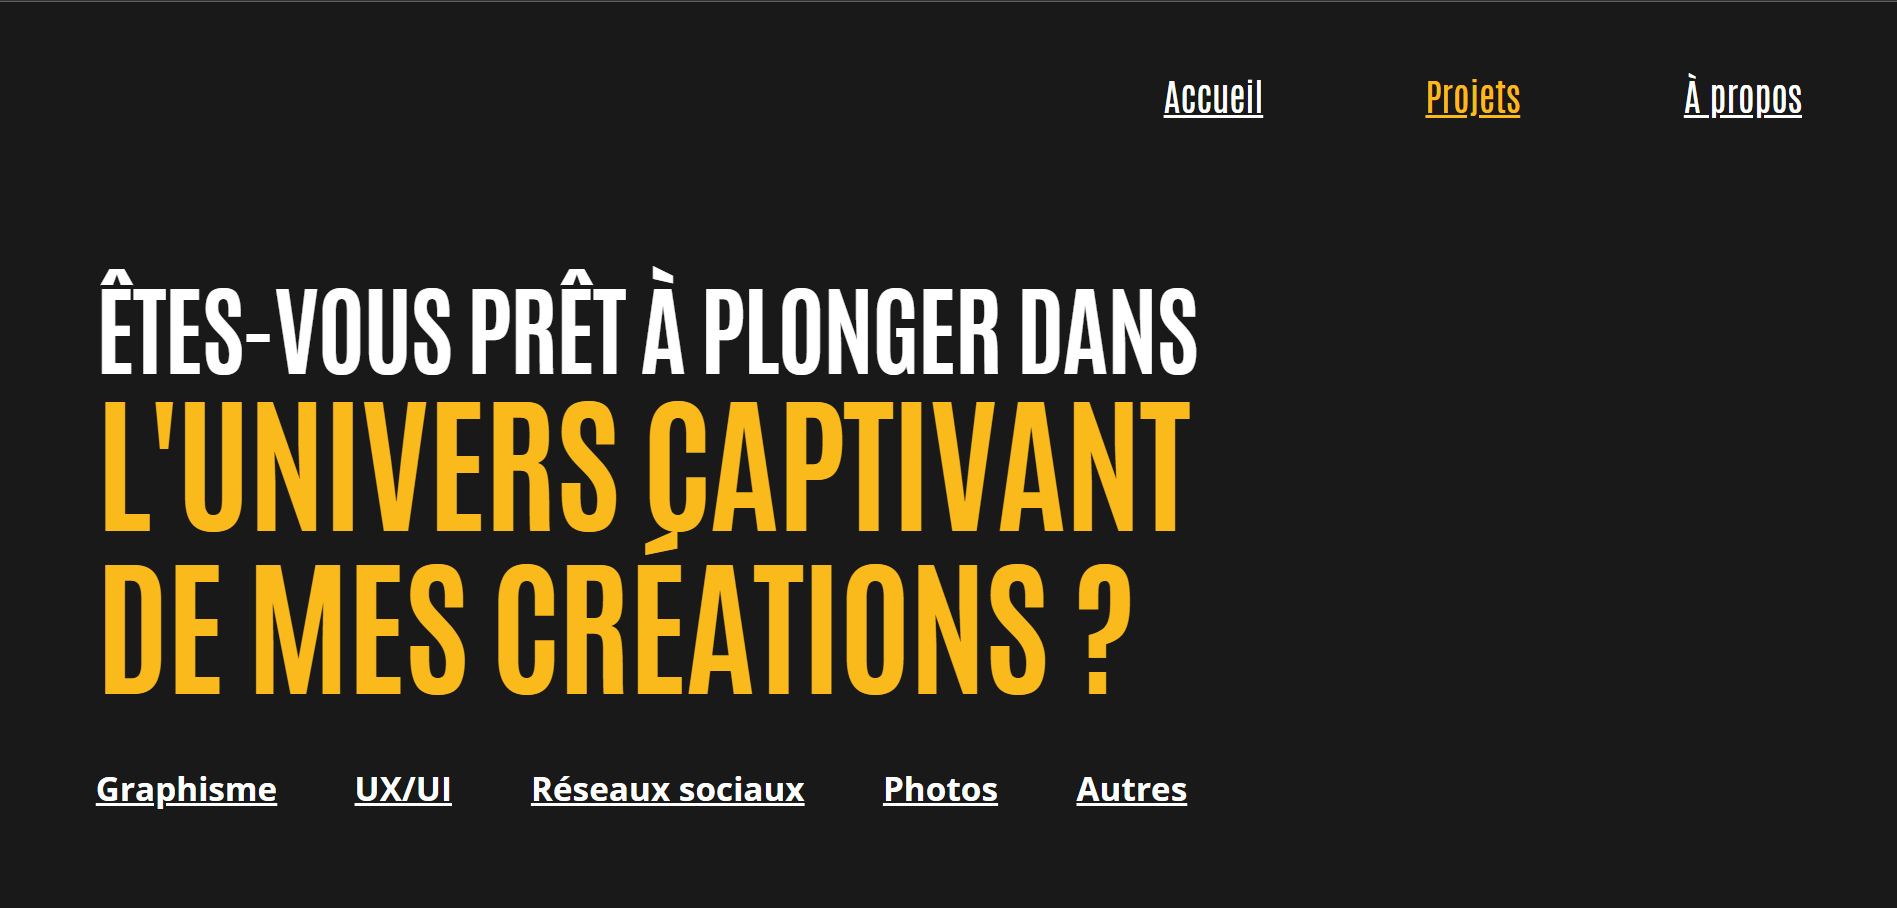 Accueil Projets À propos
ÊTES-VOUS PRÊT À PLONGER DANS
L'UNIVERS CAPTIVANT
DE MES CRÉATIONS ?
Graphisme UX/UI Réseaux sociaux Photos Autres